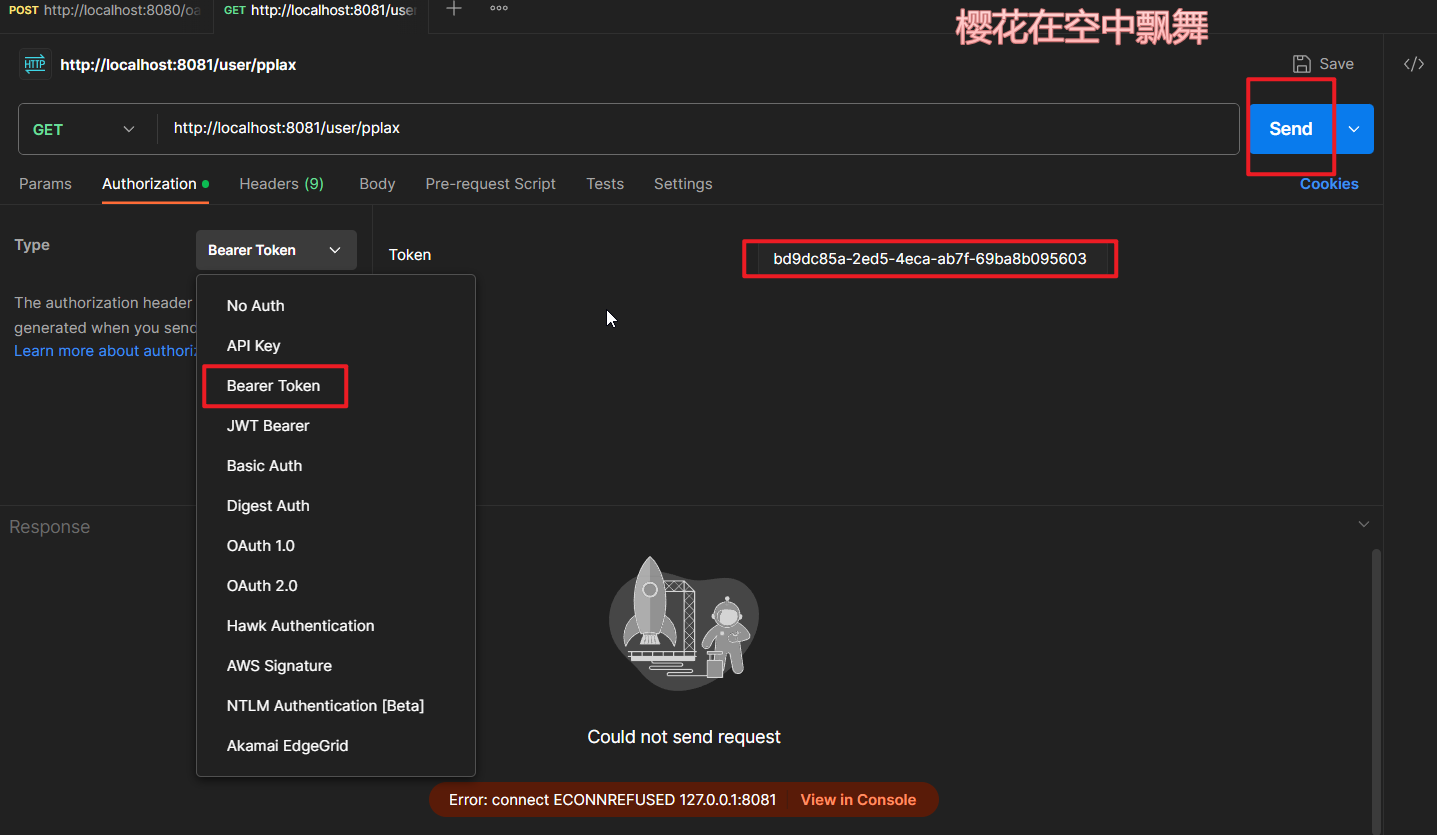 POST http://localhost:8080/oa
GET http://localhost:8081/use
樱花在空中飘舞
HTTP http://localhost:8081/user/pplax
Save
GET http://localhost:8081/user/pplax
Send
Params Authorization Headers (9) Body Pre-request Script Tests Settings
Cookies
Type
Bearer Token
Token
bd9dc85a-2ed5-4eca-ab7f-69ba8b095603
The authorization header
generated when you send
Learn more about authoriz
No Auth
API Key
Bearer Token
JWT Bearer
Basic Auth
Digest Auth
OAuth 1.0
OAuth 2.0
Hawk Authentication
AWS Signature
NTLM Authentication [Beta]
Akamai EdgeGrid
Response
Could not send request
Error: connect ECONNREFUSED 127.0.0.1:8081 View in Console